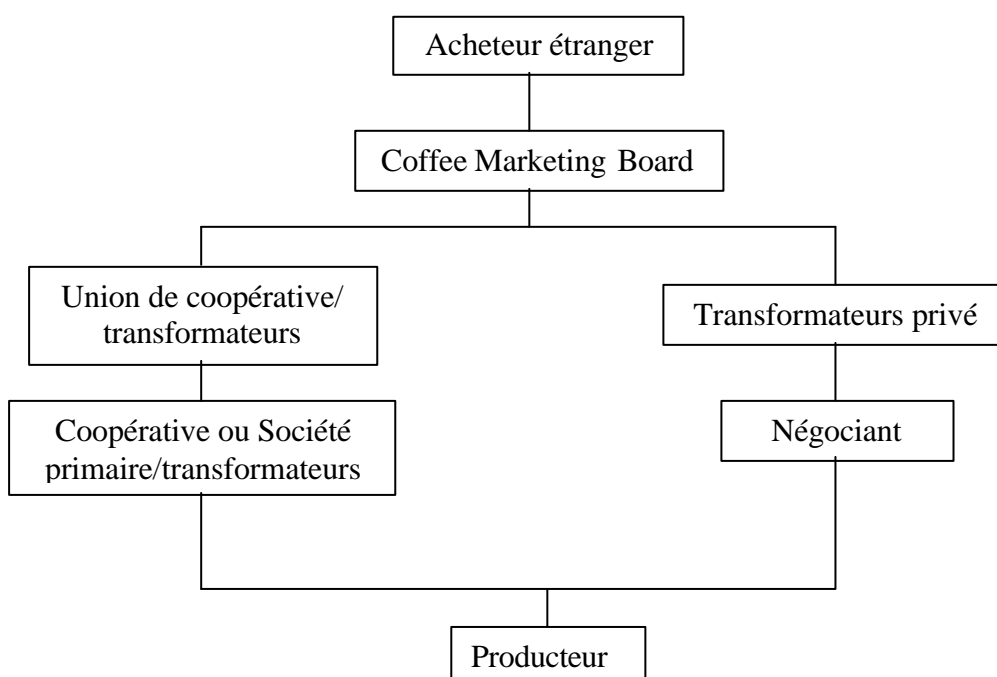 Acheteur étranger
Coffee Marketing Board
Union de coopérative/
transformateurs
Transformateurs privé
Coopérative ou Société
primaire/transformateurs
Négociant
Producteur